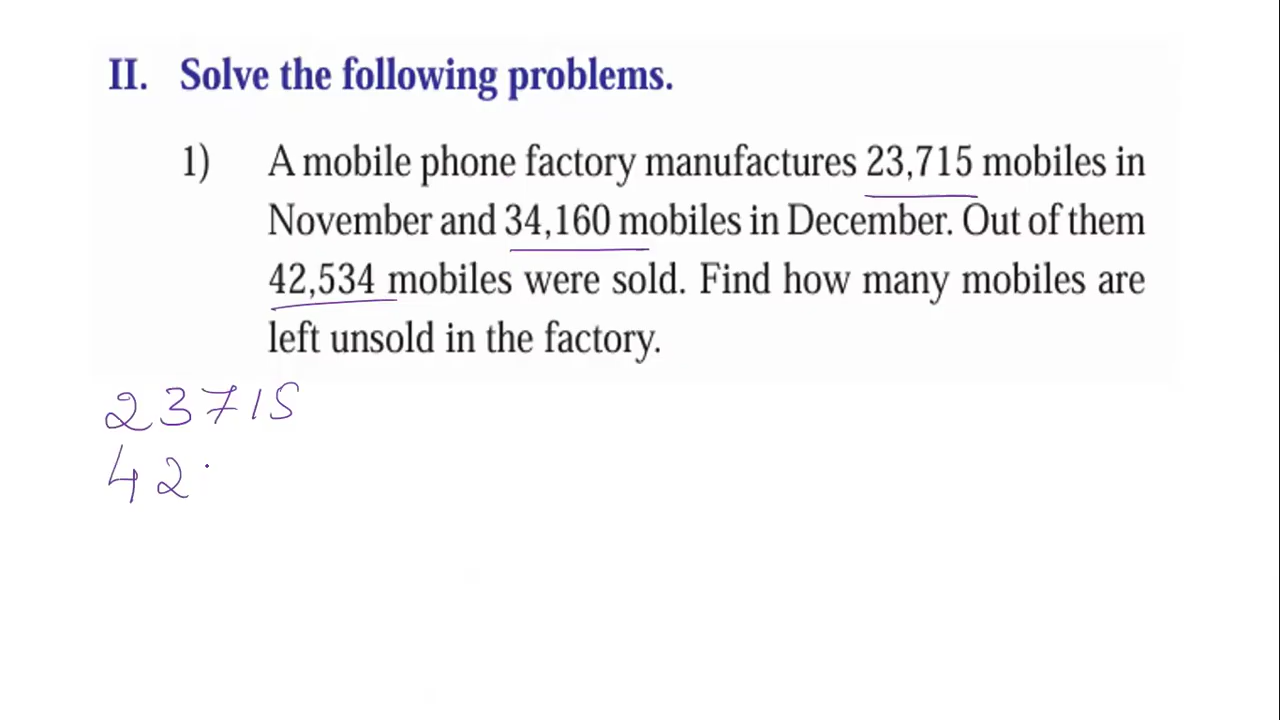 II. Solve the following problems.
1) A mobile phone factory manufactures 23,715 mobiles in
November and 34,160 mobiles in December. Out of them
42,534 mobiles were sold. Find how many mobiles are
left unsold in the factory.
23715
42